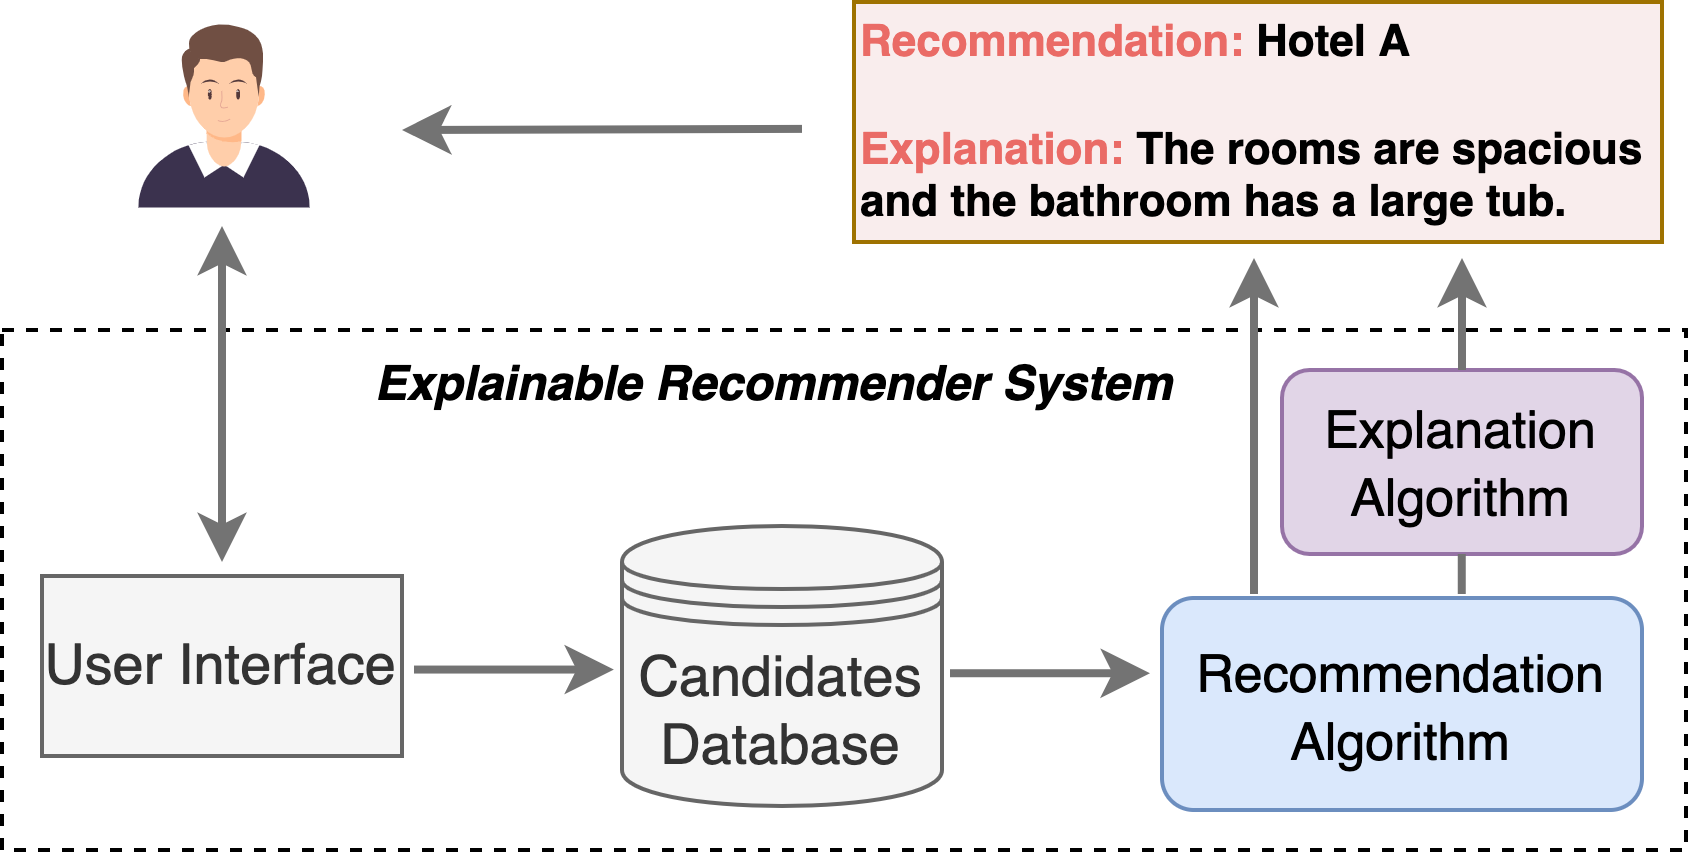 Recommendation: Hotel A
Explanation: The rooms are spacious
and the bathroom has a large tub.
Explainable Recommender System
Explanation
Algorithm
User Interface
Candidates
Database
Recommendation
Algorithm